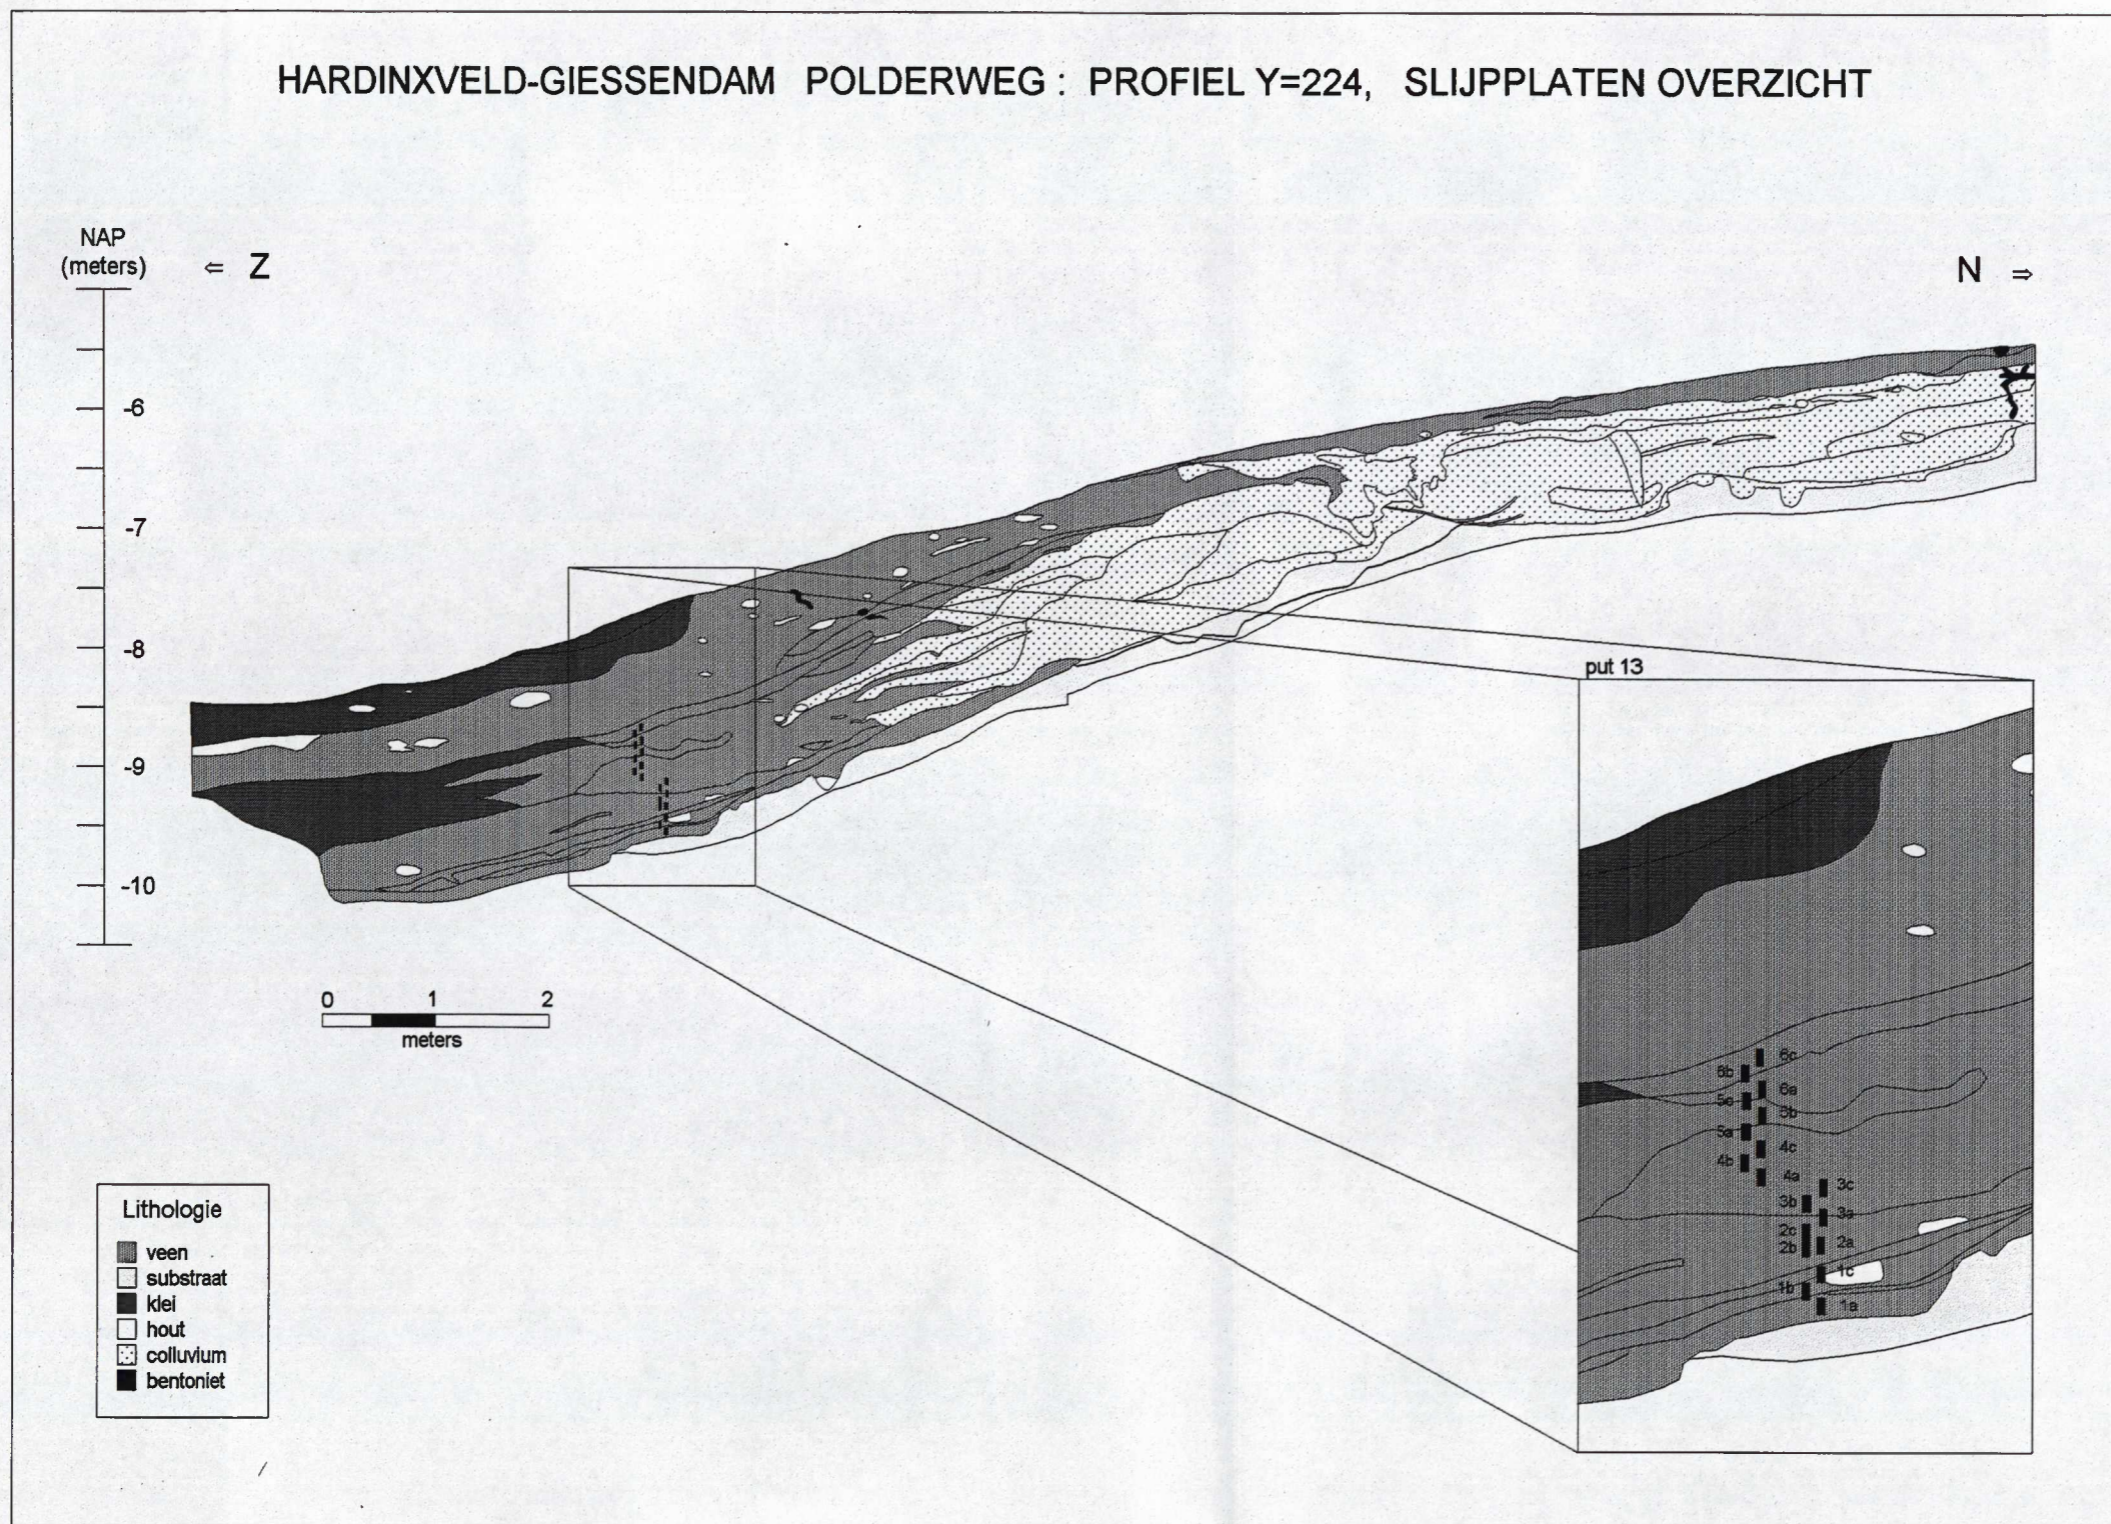 HARDINXVELD-GIESSENDAM POLDERWEG : PROFIEL Y=224, SLIJPPLATEN OVERZICHT
NAP
(meters)
⇐ Z
N ⇒
-6
-7
-8
-9
-10
0 1 2
meters
put 13
6c
6b
6a
5c
5b
5a
4c
4b
4a
3c
3b
3a
2c
2b
2a
1c
1b
1a
Lithologie
veen
substraat
klei
hout
colluvium
bentoniet